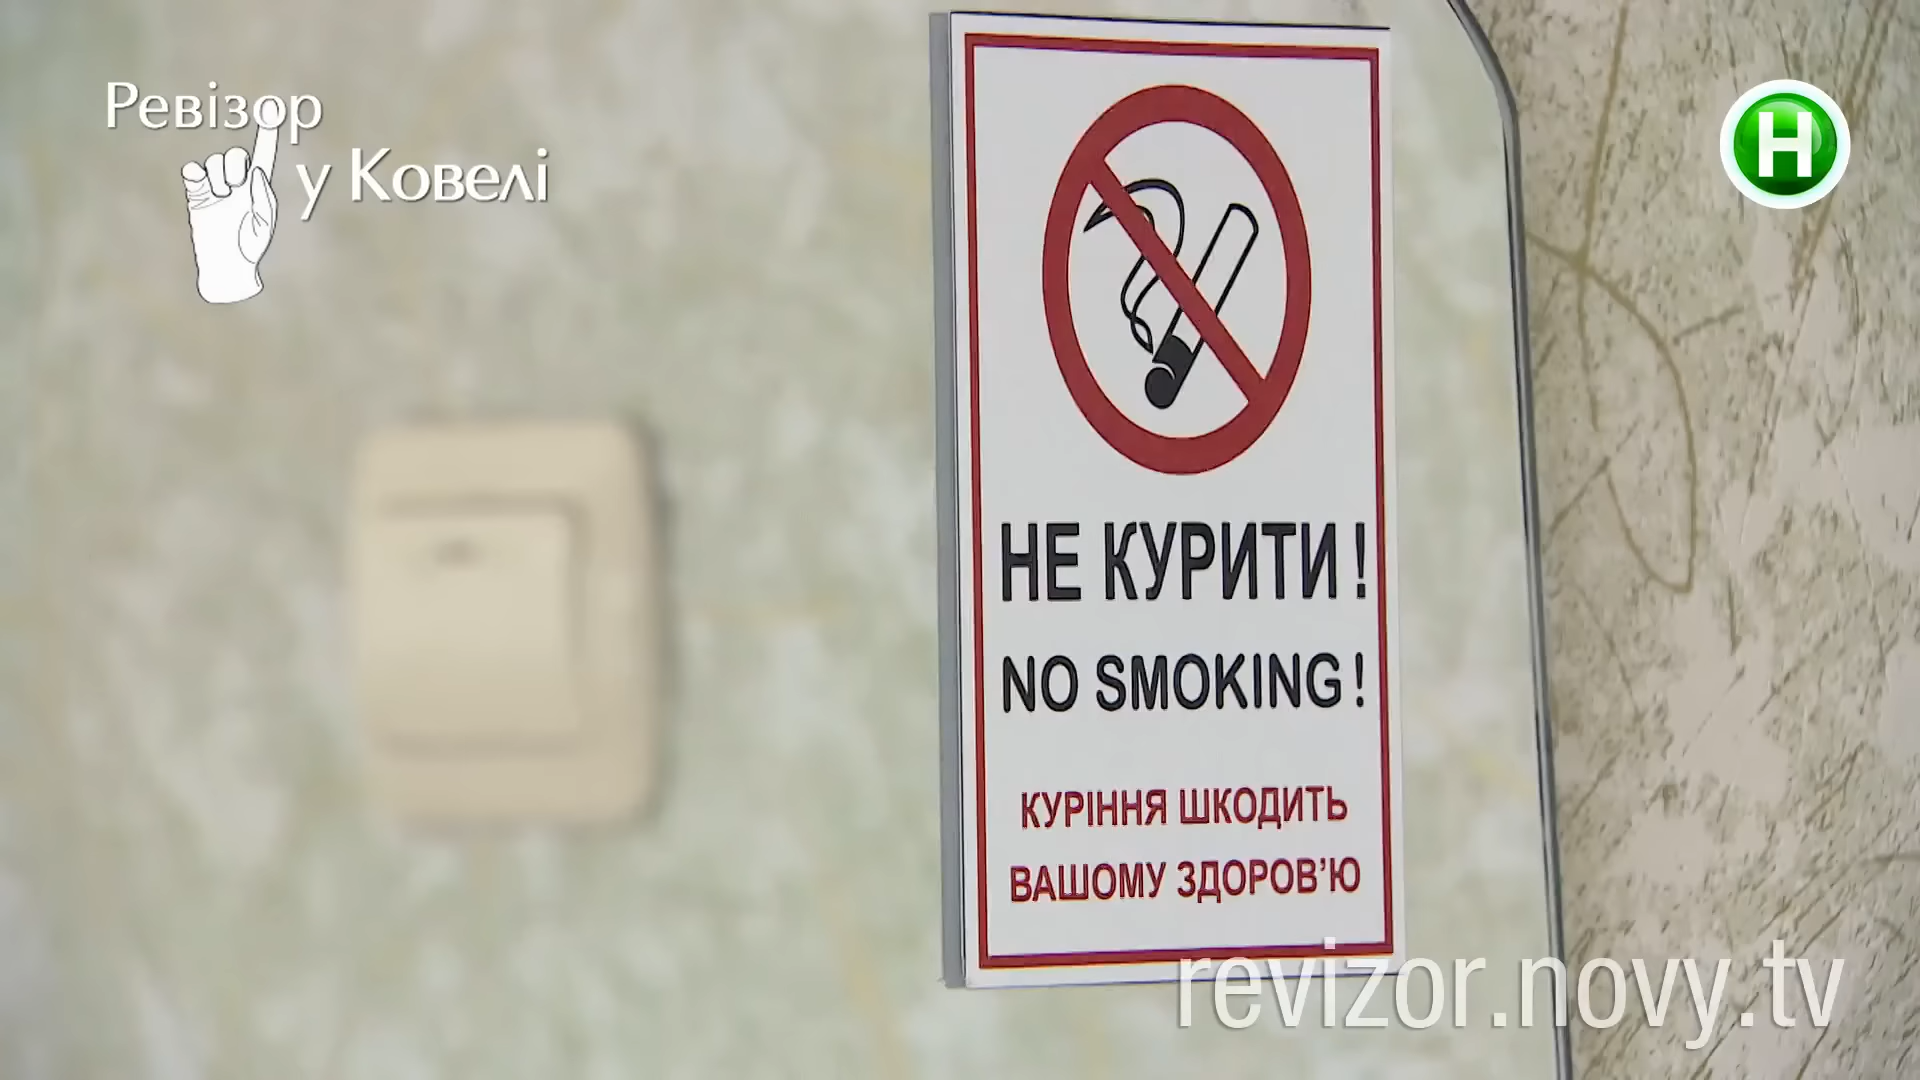 Ревізор
у Ковелі
Н
НЕ КУРИТИ !
NO SMOKING !
КУРІННЯ ШКОДИТЬ
ВАШОМУ ЗДОРОВ’Ю
revizor.novy.tv